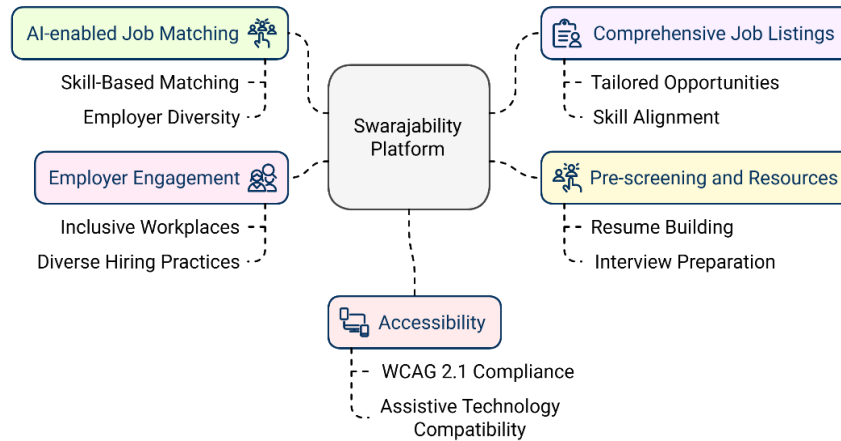 AI-enabled Job Matching
Skill-Based Matching
Employer Diversity
Employer Engagement
Inclusive Workplaces
Diverse Hiring Practices
Swarajability
Platform
Comprehensive Job Listings
Tailored Opportunities
Skill Alignment
Pre-screening and Resources
Resume Building
Interview Preparation
Accessibility
WCAG 2.1 Compliance
Assistive Technology
Compatibility